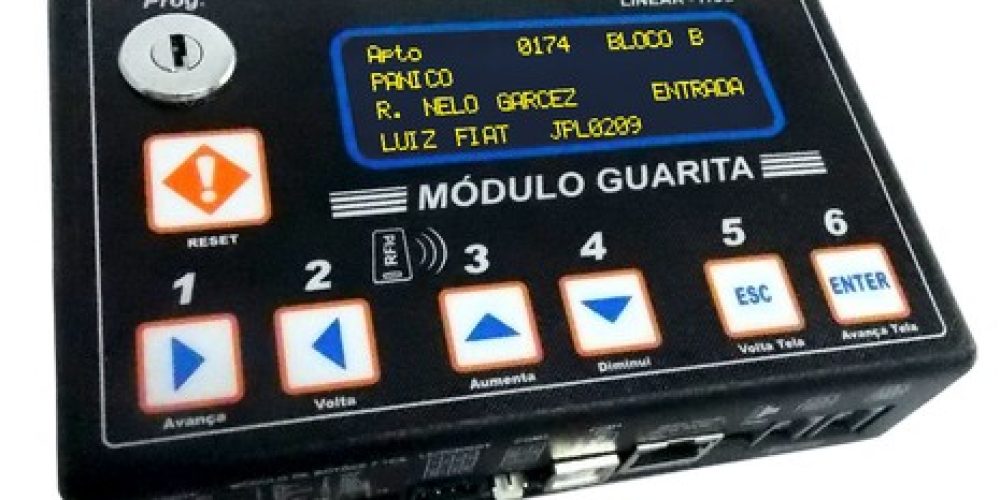 Prog.
Apto 0174 BLOCO B
PANICO
R. NELO GARCEZ ENTRADA
LUIZ FIAT JPL0209
MÓDULO GUARITA
RESET
RFid
1 2 3 4 5 6
ESC ENTER
Avança Volta Aumenta Diminui Volta Tela Avança Tela